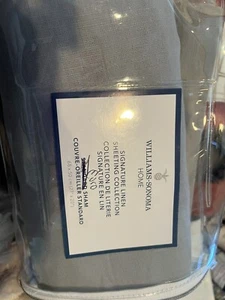 WILLIAMS-SONOMA
HOME
SIGNATURE LINEN
SHEETING COLLECTION
COLLECTION DE LITERIE
SIGNATURE EN LIN
SHAM
COUVRE-OREILLER STANDARD